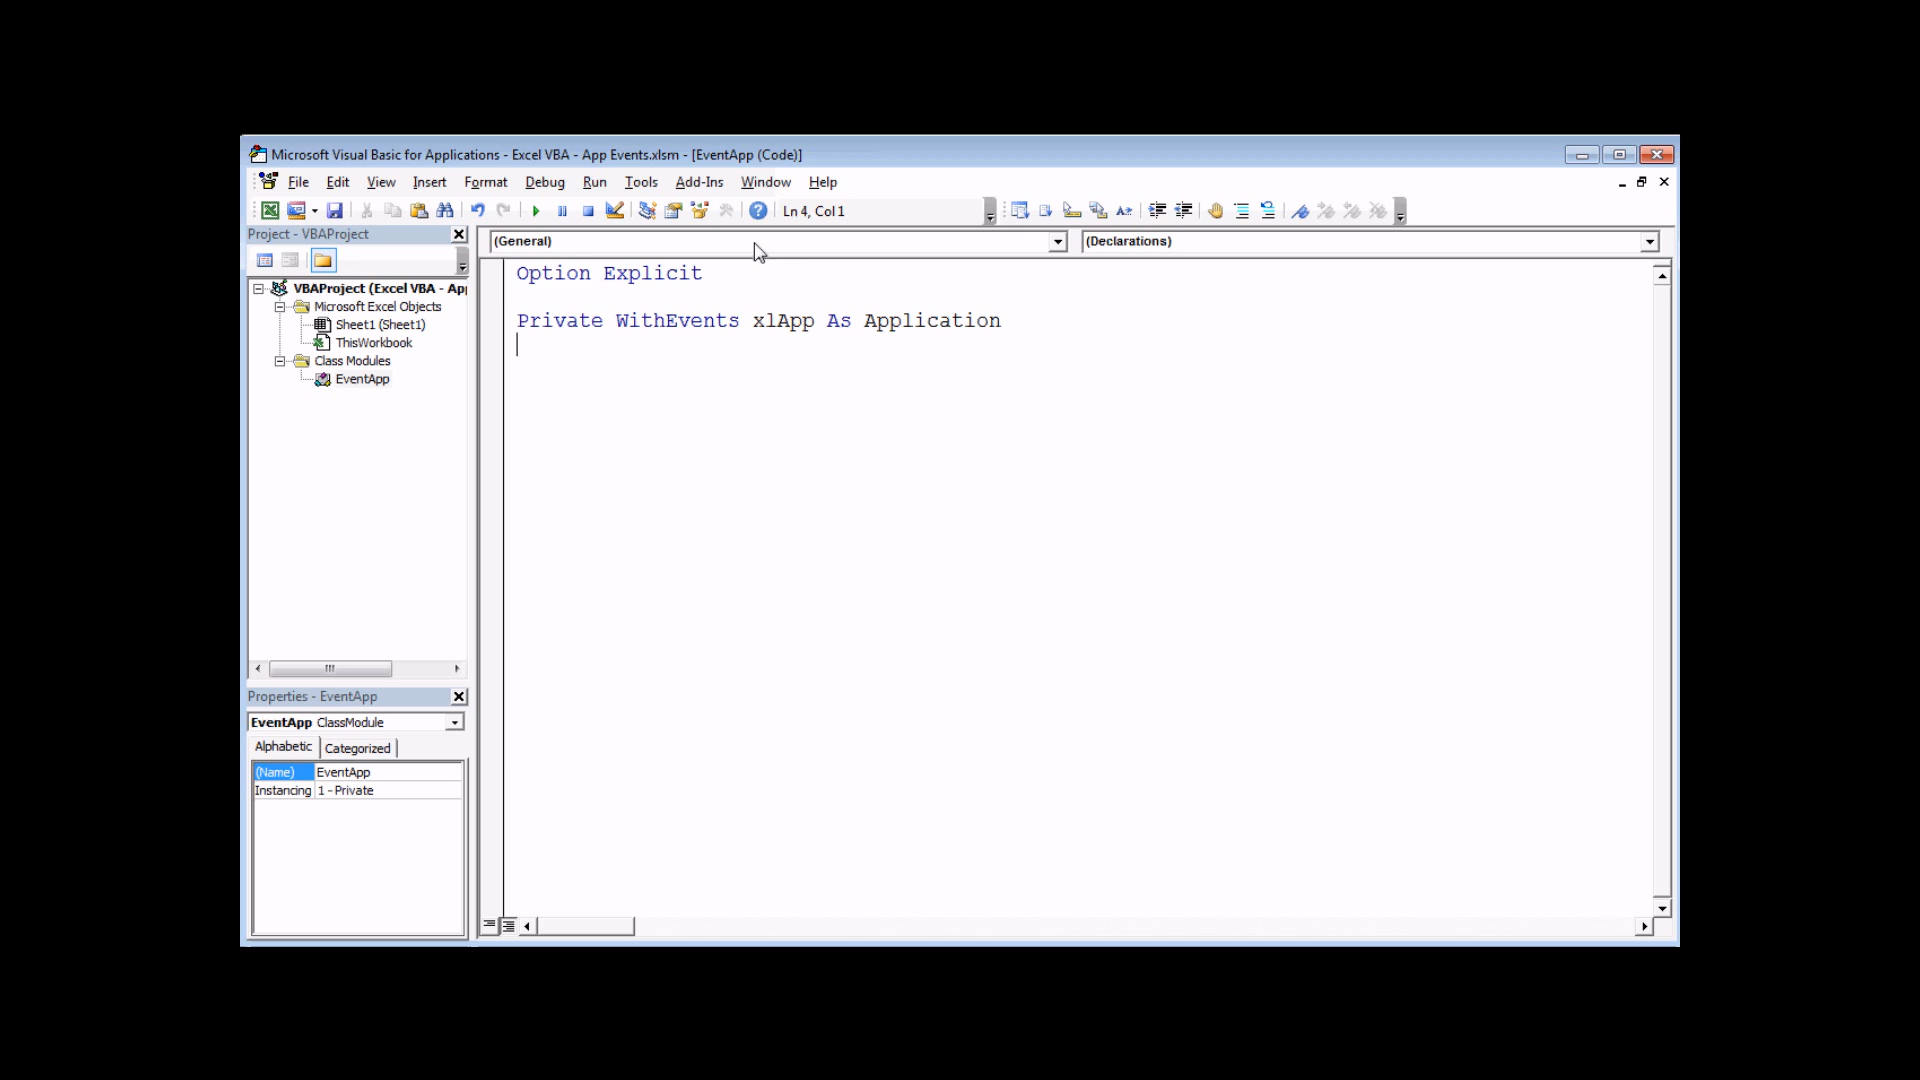 Microsoft Visual Basic for Applications - Excel VBA - App Events.xlsm - [EventApp (Code)]
File Edit View Insert Format Debug Run Tools Add-Ins Window Help
Ln 4, Col 1
Project - VBAProject
(General) (Declarations)
VBAProject (Excel VBA - App
Microsoft Excel Objects
Sheet1 (Sheet1)
ThisWorkbook
Class Modules
EventApp
Option Explicit
Private WithEvents xlApp As Application
Properties - EventApp
EventApp ClassModule
Alphabetic Categorized
(Name) EventApp
Instancing 1 - Private